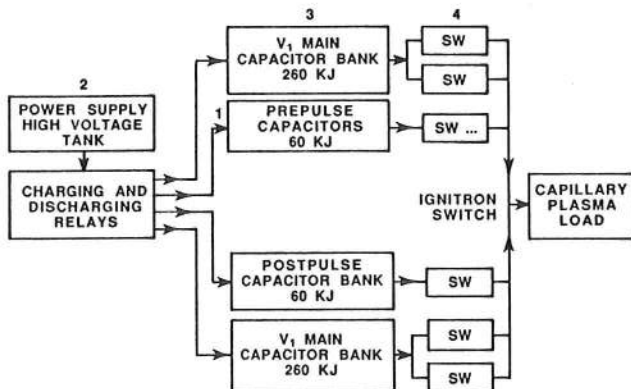 3
4
V1 MAIN
CAPACITOR BANK
260 KJ
SW
SW
2
POWER SUPPLY
HIGH VOLTAGE
TANK
1
PREPULSE
CAPACITORS
60 KJ
SW ...
CHARGING AND
DISCHARGING
RELAYS
IGNITRON
SWITCH
CAPILLARY
PLASMA
LOAD
POSTPULSE
CAPACITOR BANK
60 KJ
SW
V1 MAIN
CAPACITOR BANK
260 KJ
SW
SW